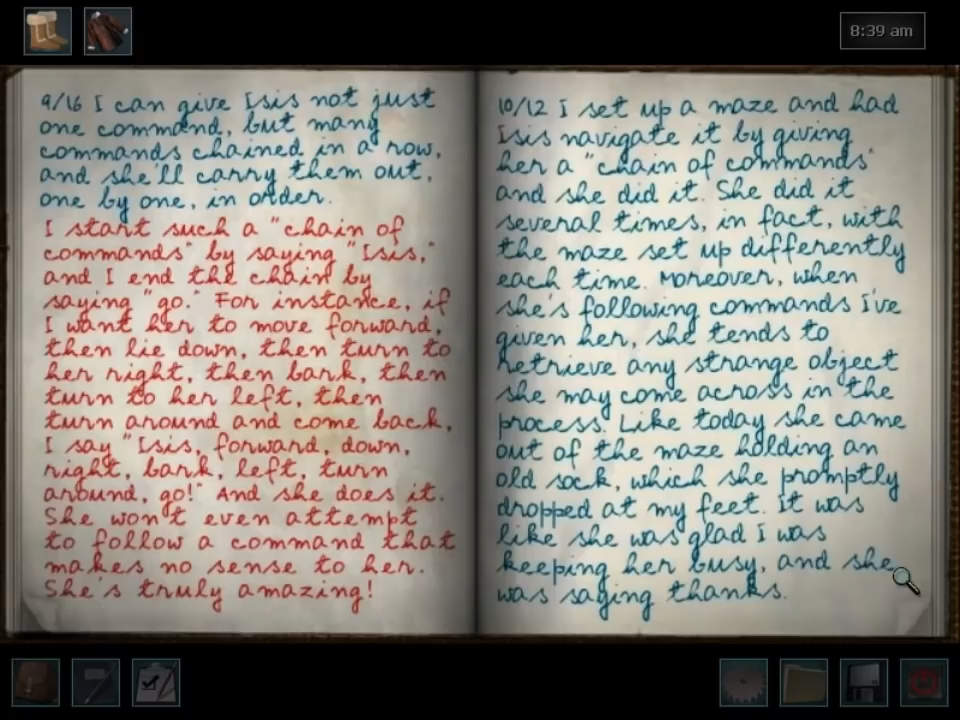 8:39 am
9/16 I can give Isis not just
one command, but many
commands chained in a row,
and she'll carry them out,
one by one, in order.
I start such a "chain of
commands" by saying "Isis,"
and I end the chain by
saying "go." For instance, if
I want her to move forward,
then lie down, then turn to
her right, then bark, then
turn to her left, then
turn around and come back,
I say "Isis, forward, down,
right, bark, left, turn
around, go!" And she does it.
She won't even attempt
to follow a command that
makes no sense to her.
She's truly amazing!
10/12 I set up a maze and had
Isis navigate it by giving
her a "chain of commands"
and she did it. She did it
several times, in fact, with
the maze set up differently
each time. Moreover, when
she's following commands I've
given her, she tends to
retrieve any strange object
she may come across in the
process. Like today she came
out of the maze holding an
old sock, which she promptly
dropped at my feet. It was
like she was glad I was
keeping her busy, and she
was saying thanks.